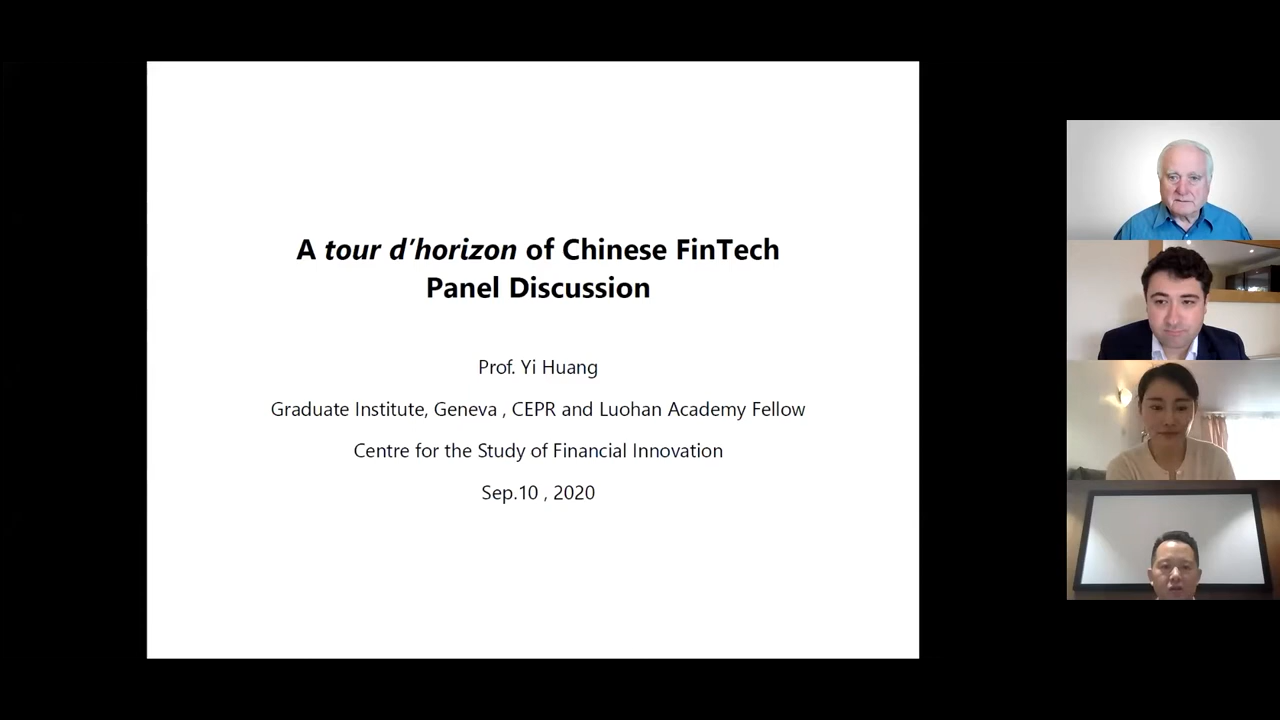 A tour d'horizon of Chinese FinTech
Panel Discussion
Prof. Yi Huang
Graduate Institute, Geneva , CEPR and Luohan Academy Fellow
Centre for the Study of Financial Innovation
Sep.10 , 2020